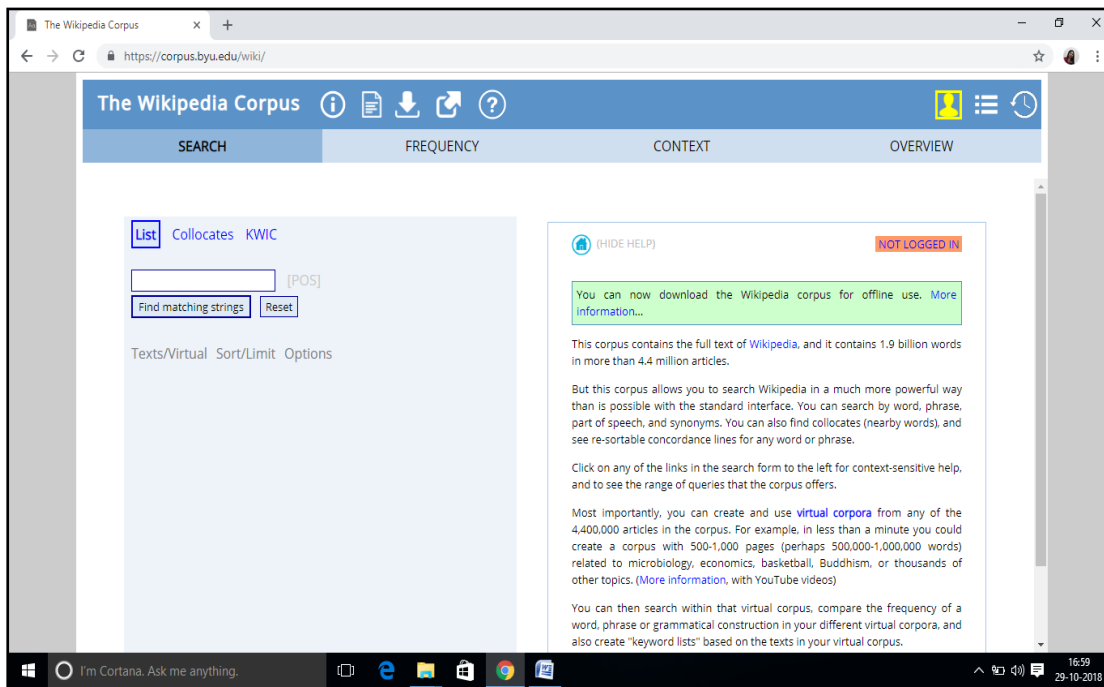 The Wikipedia Corpus
https://corpus.byu.edu/wiki/
The Wikipedia Corpus
SEARCH FREQUENCY CONTEXT OVERVIEW
List Collocates KWIC
[POS]
Find matching strings Reset
Texts/Virtual Sort/Limit Options
(HIDE HELP) NOT LOGGED IN
You can now download the Wikipedia corpus for offline use. More
information...
This corpus contains the full text of Wikipedia, and it contains 1.9 billion words
in more than 4.4 million articles.
But this corpus allows you to search Wikipedia in a much more powerful way
than is possible with the standard interface. You can search by word, phrase,
part of speech, and synonyms. You can also find collocates (nearby words), and
see re-sortable concordance lines for any word or phrase.
Click on any of the links in the search form to the left for context-sensitive help,
and to see the range of queries that the corpus offers.
Most importantly, you can create and use virtual corpora from any of the
4,400,000 articles in the corpus. For example, in less than a minute you could
create a corpus with 500-1,000 pages (perhaps 500,000-1,000,000 words)
related to microbiology, economics, basketball, Buddhism, or thousands of
other topics. (More information, with YouTube videos)
You can then search within that virtual corpus, compare the frequency of a
word, phrase or grammatical construction in your different virtual corpora, and
also create "keyword lists" based on the texts in your virtual corpus.
I'm Cortana. Ask me anything.
16:59
29-10-2018